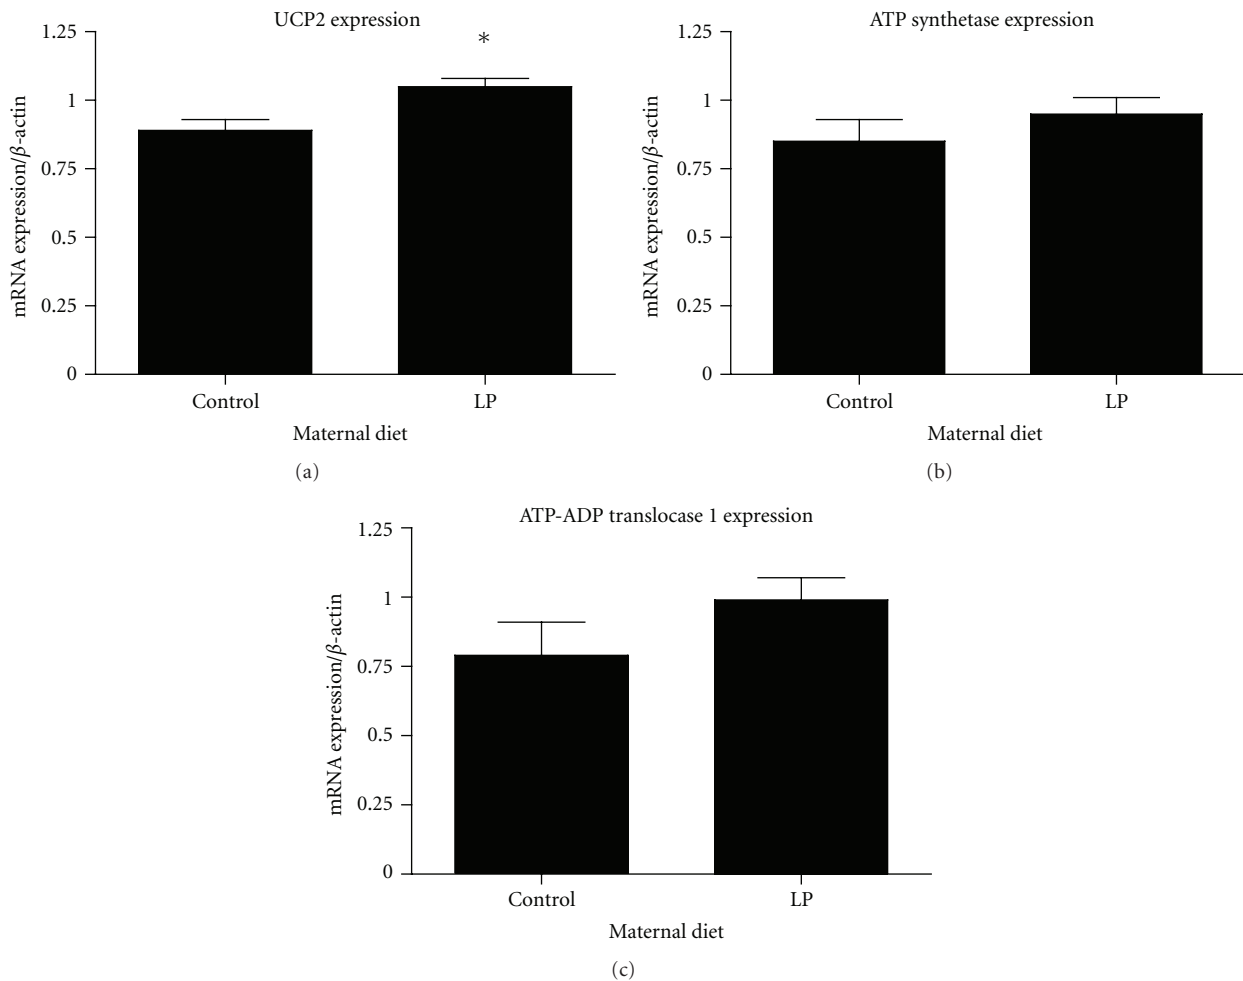 UCP2 expression
1.25
1
0.75
0.5
0.25
0
mRNA expression/β-actin
*
Control LP
Maternal diet
(a)
ATP synthetase expression
1.25
1
0.75
0.5
0.25
0
mRNA expression/β-actin
Control LP
Maternal diet
(b)
ATP-ADP translocase 1 expression
1.25
1
0.75
0.5
0.25
0
mRNA expression/β-actin
Control LP
Maternal diet
(c)